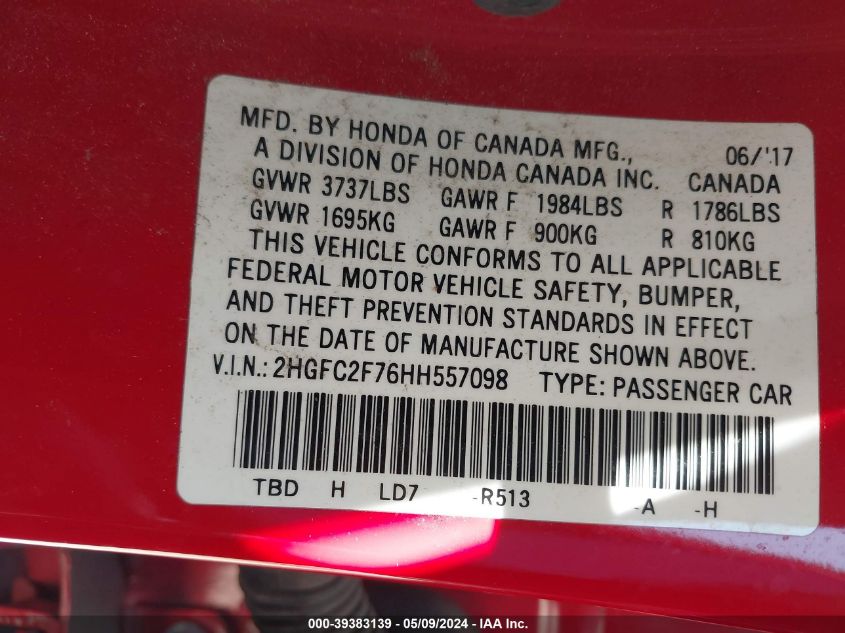 MFD. BY HONDA OF CANADA MFG., 06/'17
A DIVISION OF HONDA CANADA INC. CANADA
GVWR 3737LBS GAWR F 1984LBS R 1786LBS
GVWR 1695KG GAWR F 900KG R 810KG
THIS VEHICLE CONFORMS TO ALL APPLICABLE
FEDERAL MOTOR VEHICLE SAFETY, BUMPER,
AND THEFT PREVENTION STANDARDS IN EFFECT
ON THE DATE OF MANUFACTURE SHOWN ABOVE.
V.I.N.: 2HGFC2F76HH557098 TYPE: PASSENGER CAR
TBD H LD7 -R513 -A -H
000-39383139 - 05/09/2024 - IAA Inc.